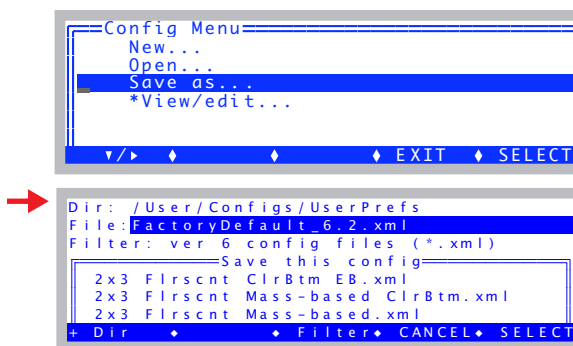 Config Menu
New...
Open...
Save as...
*View/edit...
▼/▶ ♦ ♦ ♦ EXIT ♦ SELECT
Dir: /User/Configs/UserPrefs
File:FactoryDefault_6.2.xml
Filter: ver 6 config files (*.xml)
Save this config
2x3 Flrscnt ClrBtm EB.xml
2x3 Flrscnt Mass-based ClrBtm.xml
2x3 Flrscnt Mass-based.xml
+ Dir ♦ ♦ Filter♦ CANCEL♦ SELECT